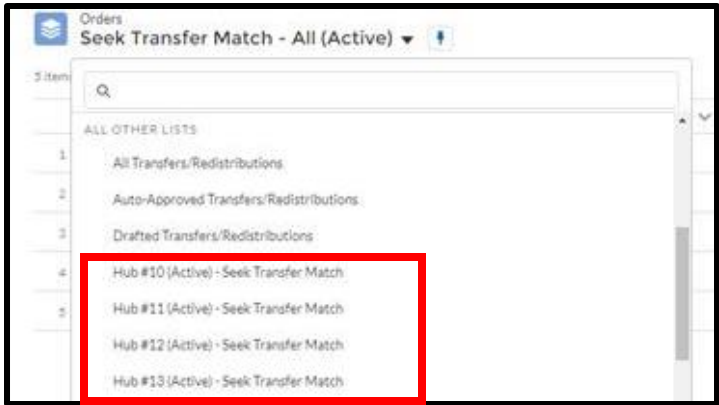 Orders
Seek Transfer Match - All (Active)
5 items
ALL OTHER LISTS
1
All Transfers/Redistributions
2
Auto-Approved Transfers/Redistributions
3
Drafted Transfers/Redistributions
4
Hub #10 (Active) - Seek Transfer Match
5
Hub #11 (Active) - Seek Transfer Match
Hub #12 (Active) - Seek Transfer Match
Hub #13 (Active) - Seek Transfer Match